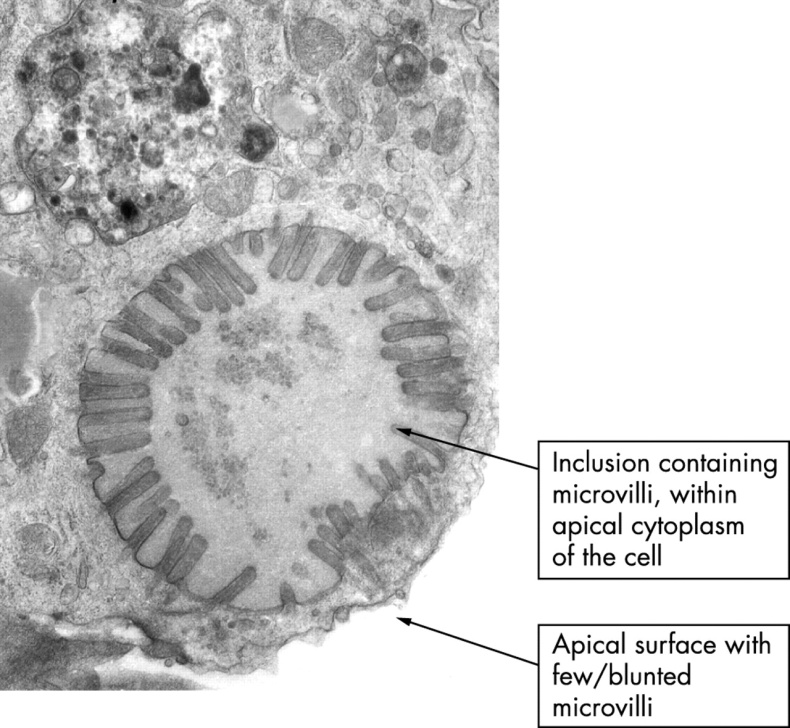 Inclusion containing
microvilli, within
apical cytoplasm
of the cell
Apical surface with
few/blunted
microvilli